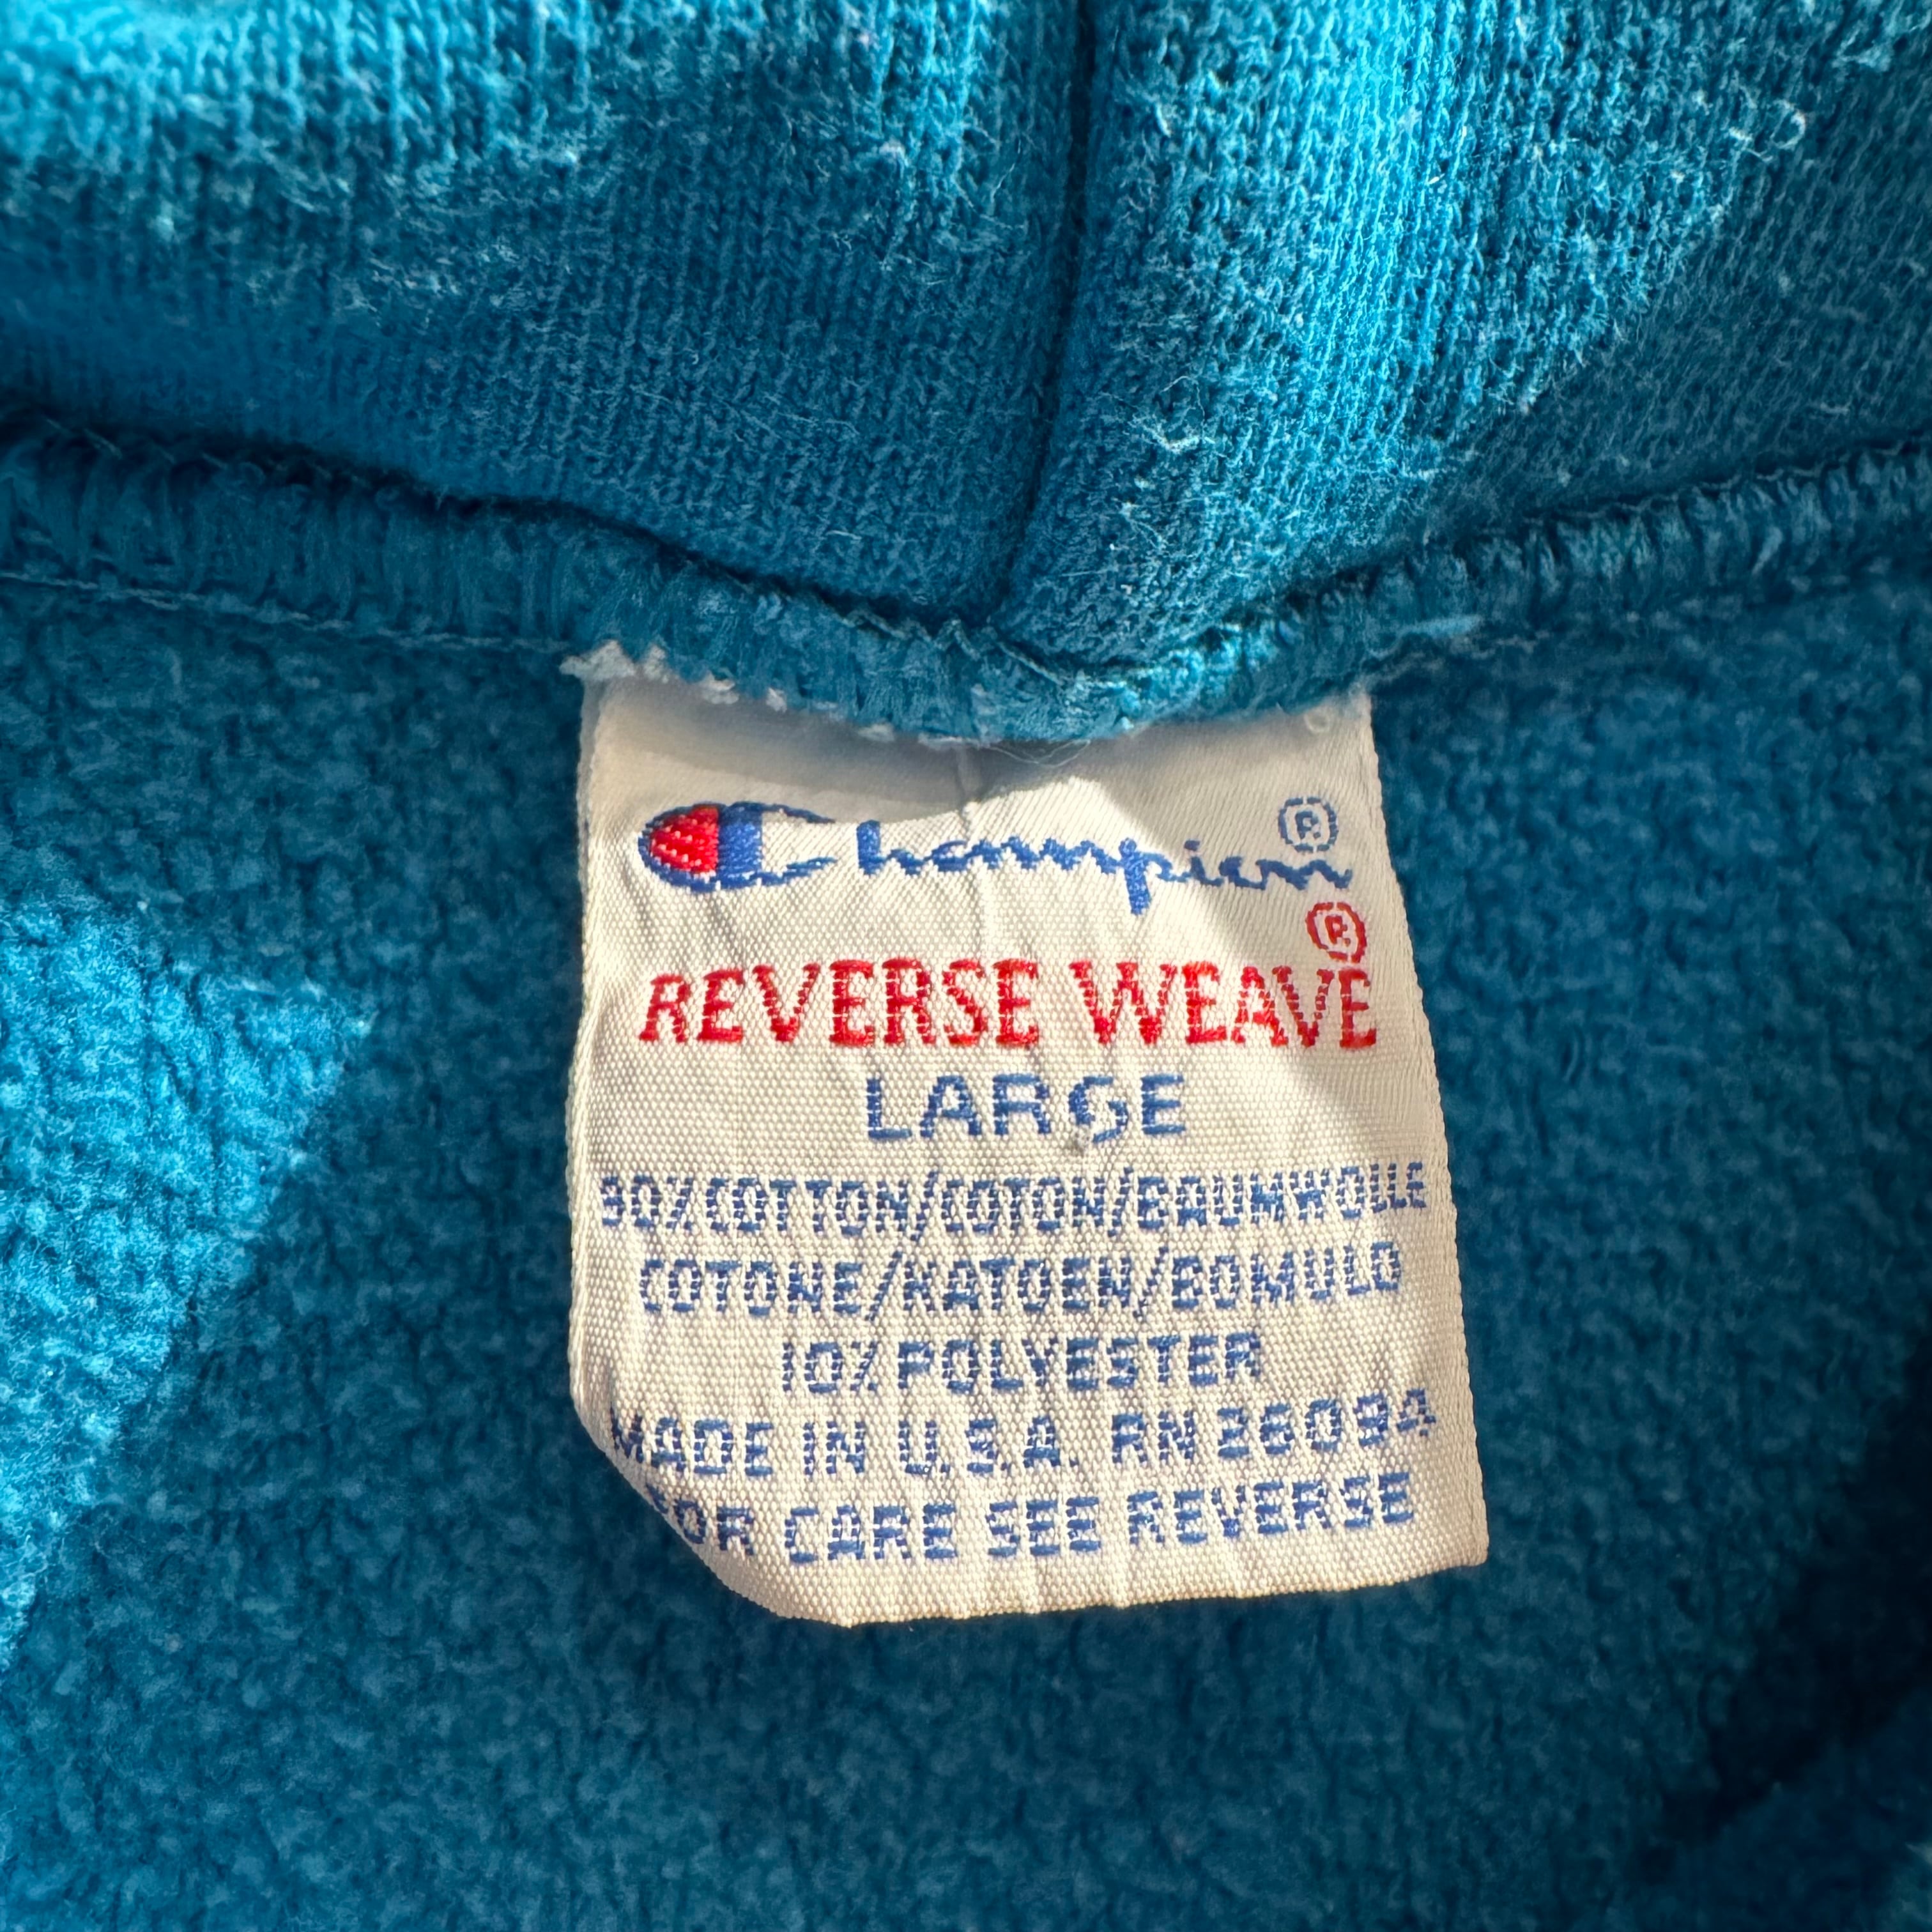 Champion®
®
REVERSE WEAVE
LARGE
90% COTTON/COTON/BAUMWOLLE
COTONE/KATOEN/BOMULD
10% POLYESTER
MADE IN U.S.A. RN 26094
FOR CARE SEE REVERSE